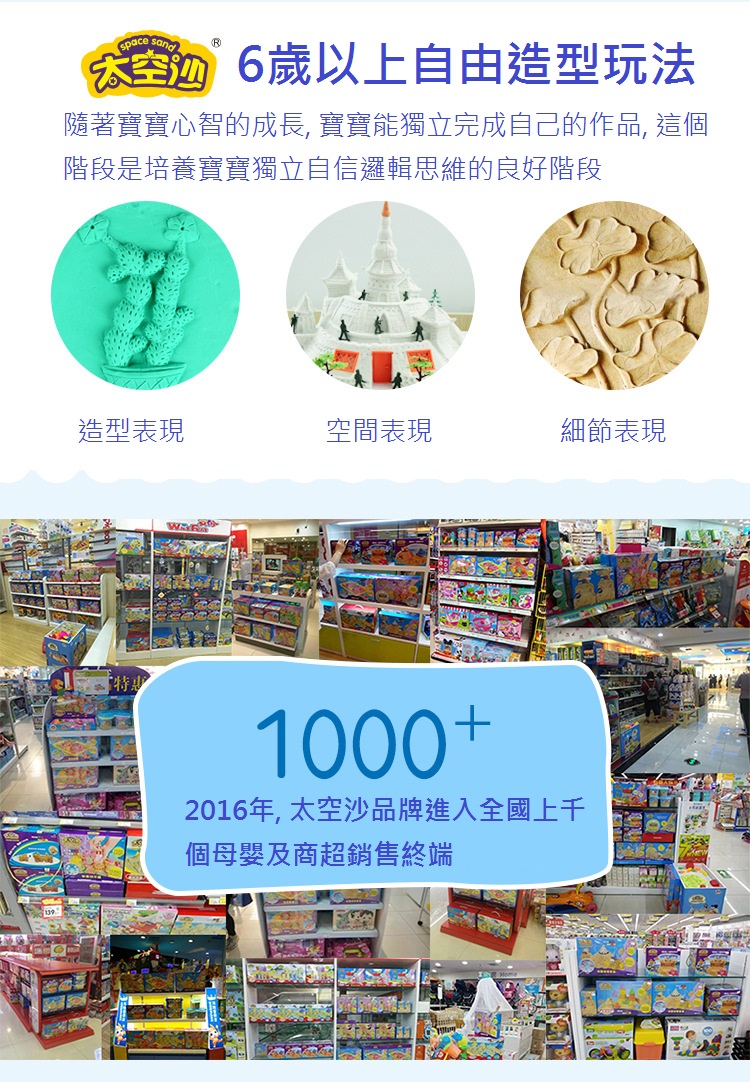 space sand
太空沙®
6歲以上自由造型玩法
隨著寶寶心智的成長, 寶寶能獨立完成自己的作品, 這個
階段是培養寶寶獨立自信邏輯思維的良好階段
造型表現
空間表現
細節表現
特惠
1000+
2016年, 太空沙品牌進入全國上千
個母嬰及商超銷售終端
139.